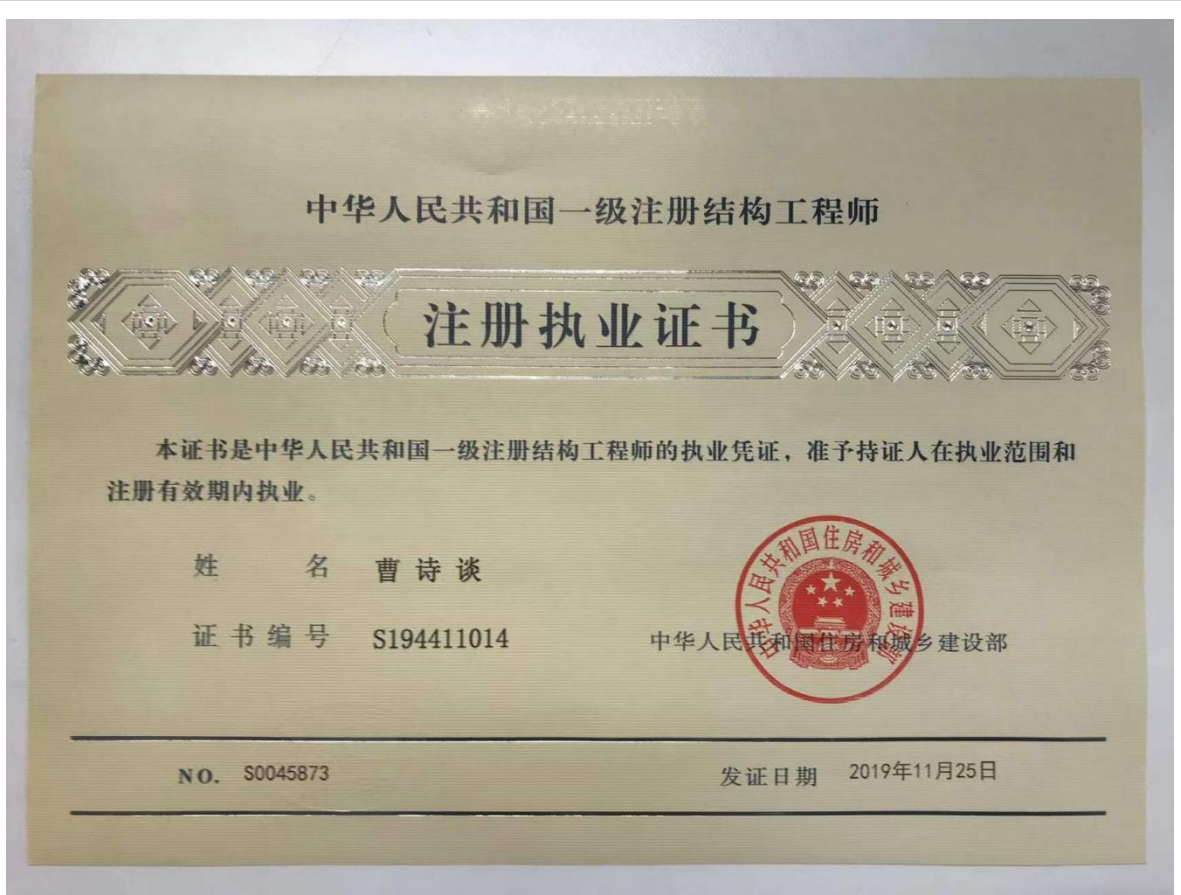 中华人民共和国一级注册结构工程师
注册执业证书
本证书是中华人民共和国一级注册结构工程师的执业凭证，准予持证人在执业范围和
注册有效期内执业。
姓 名 曹诗谈
证书编号 S194411014
中华人民共和国住房和城乡建设部
中华人民共和国住房和城乡建设部
NO. S0045873
发证日期 2019年11月25日